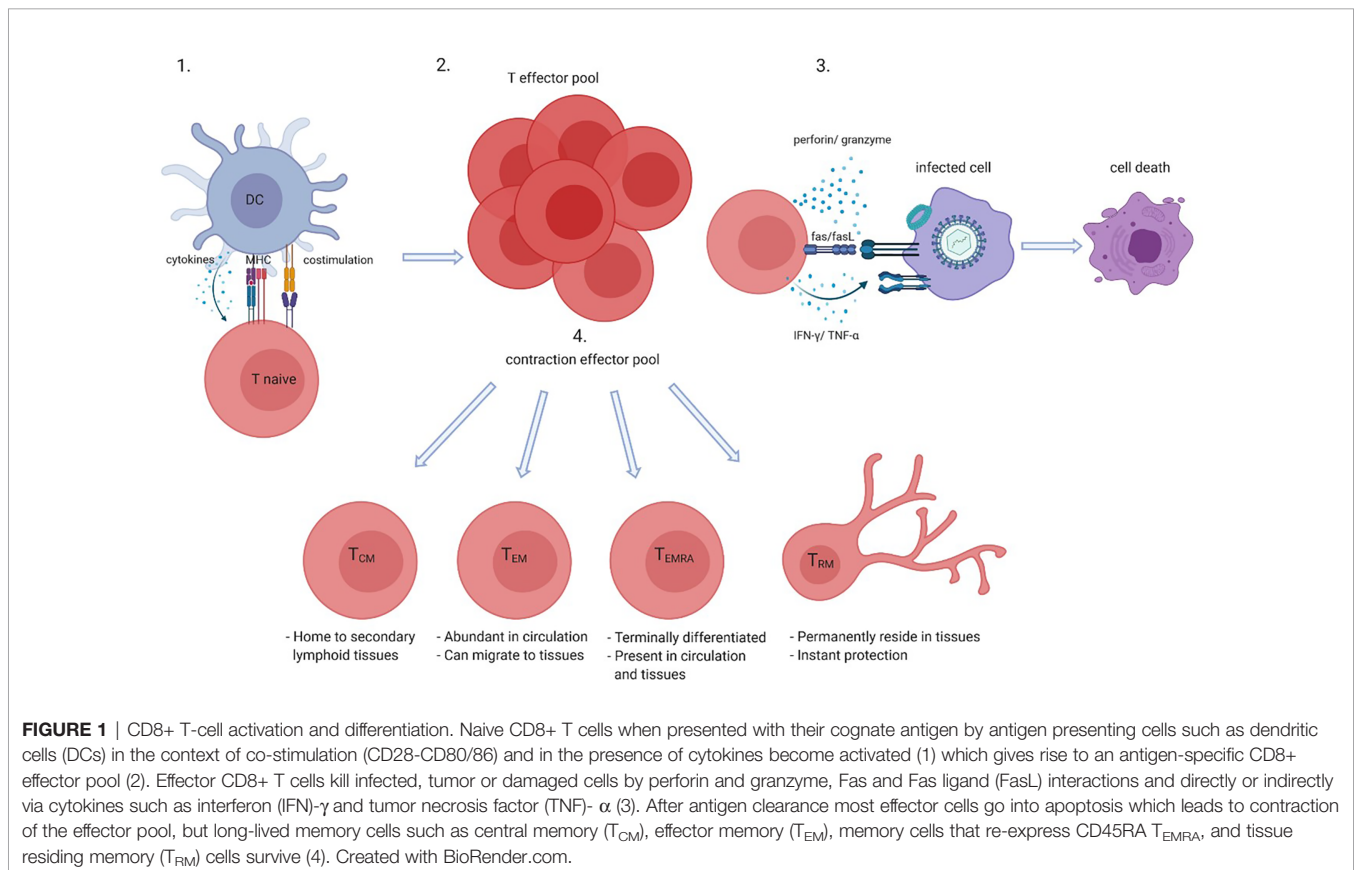 1.
2.
3.
T effector pool
perforin/ granzyme
infected cell
cell death
DC
fas/fasL
cytokines
MHC
costimulation
IFN-γ/ TNF-α
4.
contraction effector pool
T naive
TCM
TEM
TEMRA
TRM
- Home to secondary
lymphoid tissues
- Abundant in circulation
- Can migrate to tissues
- Terminally differentiated
- Present in circulation
and tissues
- Permanently reside in tissues
- Instant protection
FIGURE 1 | CD8+ T-cell activation and differentiation. Naive CD8+ T cells when presented with their cognate antigen by antigen presenting cells such as dendritic
cells (DCs) in the context of co-stimulation (CD28-CD80/86) and in the presence of cytokines become activated (1) which gives rise to an antigen-specific CD8+
effector pool (2). Effector CD8+ T cells kill infected, tumor or damaged cells by perforin and granzyme, Fas and Fas ligand (FasL) interactions and directly or indirectly
via cytokines such as interferon (IFN)-γ and tumor necrosis factor (TNF)- α (3). After antigen clearance most effector cells go into apoptosis which leads to contraction
of the effector pool, but long-lived memory cells such as central memory (TCM), effector memory (TEM), memory cells that re-express CD45RA TEMRA, and tissue
residing memory (TRM) cells survive (4). Created with BioRender.com.